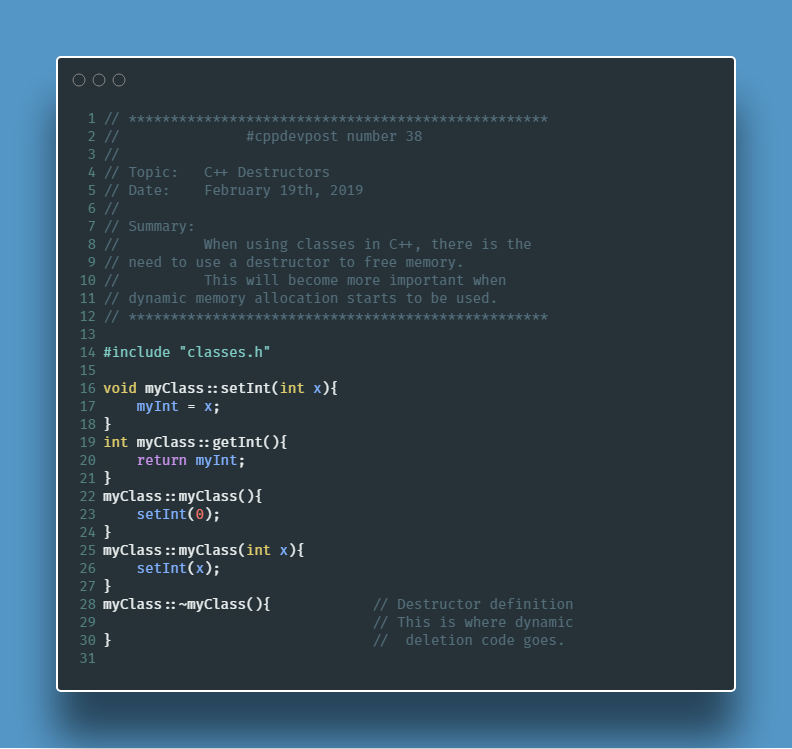 1 // **************************************************
2 //               #cppdevpost number 38
3 //
4 // Topic:   C++ Destructors
5 // Date:    February 19th, 2019
6 //
7 // Summary:
8 //          When using classes in C++, there is the
9 // need to use a destructor to free memory.
10 //          This will become more important when
11 // dynamic memory allocation starts to be used.
12 // **************************************************
13
14 #include "classes.h"
15
16 void myClass::setInt(int x){
17     myInt = x;
18 }
19 int myClass::getInt(){
20     return myInt;
21 }
22 myClass::myClass(){
23     setInt(0);
24 }
25 myClass::myClass(int x){
26     setInt(x);
27 }
28 myClass::~myClass(){            // Destructor definition
29                                 // This is where dynamic
30 }                               //  deletion code goes.
31